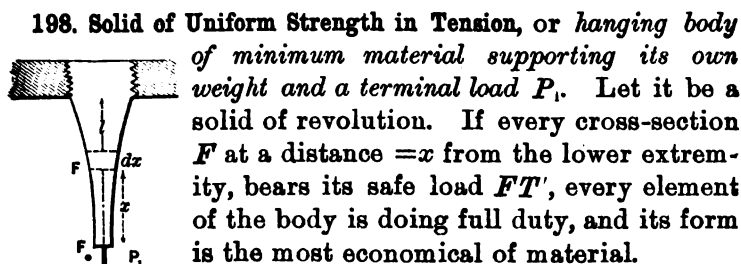 198. Solid of Uniform Strength in Tension, or hanging body
of minimum material supporting its own
weight and a terminal load P₁. Let it be a
solid of revolution. If every cross-section
F at a distance =x from the lower extrem-
ity, bears its safe load FT′, every element
of the body is doing full duty, and its form
is the most economical of material.
l
F
dx
x
F₀
P₁